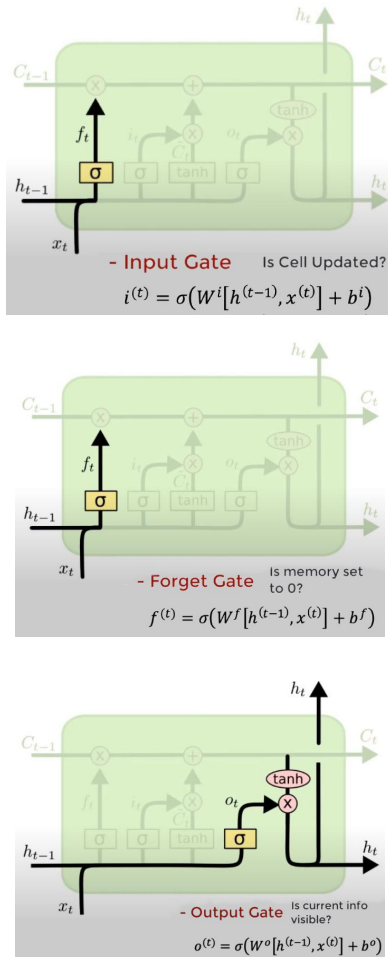 h_t
C_{t-1} C_t
tanh
f_t i_t C̃_t o_t
σ σ tanh σ
h_{t-1} h_t
x_t
- Input Gate Is Cell Updated?
i^{(t)} = σ(W^i[h^{(t-1)}, x^{(t)}] + b^i)
h_t
C_{t-1} C_t
tanh
f_t i_t C̃_t o_t
σ σ tanh σ
h_{t-1} h_t
x_t
- Forget Gate Is memory set
to 0?
f^{(t)} = σ(W^f[h^{(t-1)}, x^{(t)}] + b^f)
h_t
C_{t-1} C_t
tanh
f_t i_t C̃_t o_t
σ σ tanh σ
h_{t-1} h_t
x_t
- Output Gate Is current info
visible?
o^{(t)} = σ(W^o[h^{(t-1)}, x^{(t)}] + b^o)